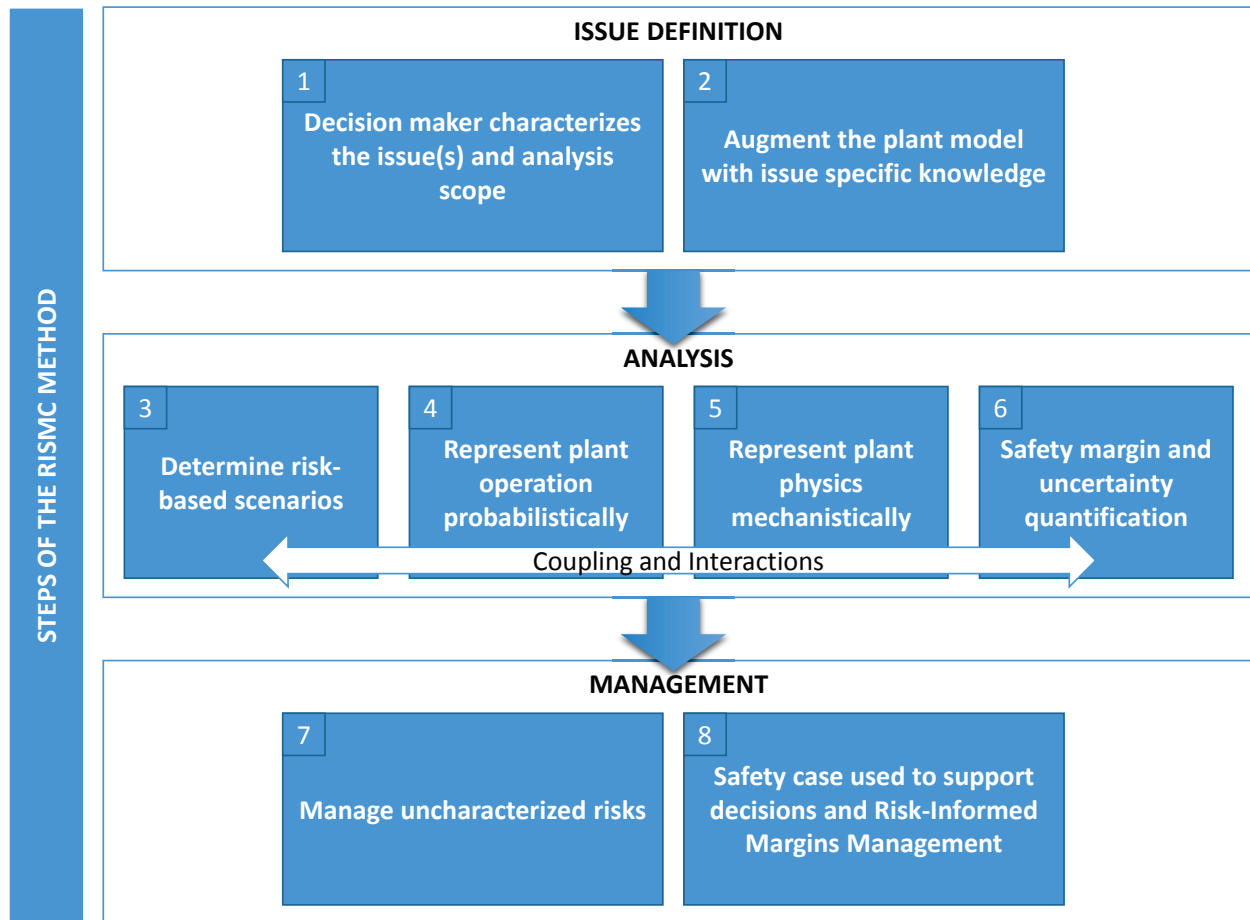 STEPS OF THE RISMC METHOD
ISSUE DEFINITION
1
Decision maker characterizes
the issue(s) and analysis
scope
2
Augment the plant model
with issue specific knowledge
ANALYSIS
3
Determine risk-
based scenarios
4
Represent plant
operation
probabilistically
5
Represent plant
physics
mechanistically
6
Safety margin and
uncertainty
quantification
Coupling and Interactions
MANAGEMENT
7
Manage uncharacterized risks
8
Safety case used to support
decisions and Risk-Informed
Margins Management